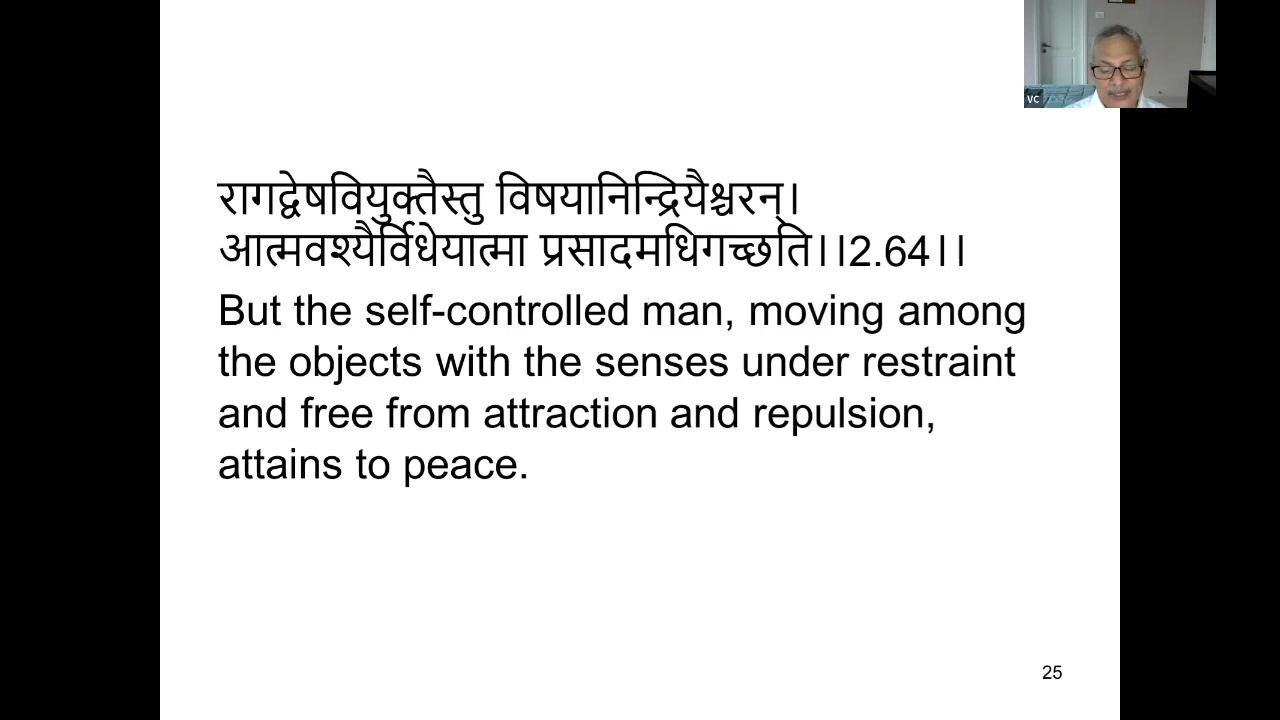 VC
रागद्वेषवियुक्तैस्तु विषयानिन्द्रियैश्चरन्।
आत्मवश्यैर्विधेयात्मा प्रसादमधिगच्छति।।2.64।।
But the self-controlled man, moving among
the objects with the senses under restraint
and free from attraction and repulsion,
attains to peace.
25